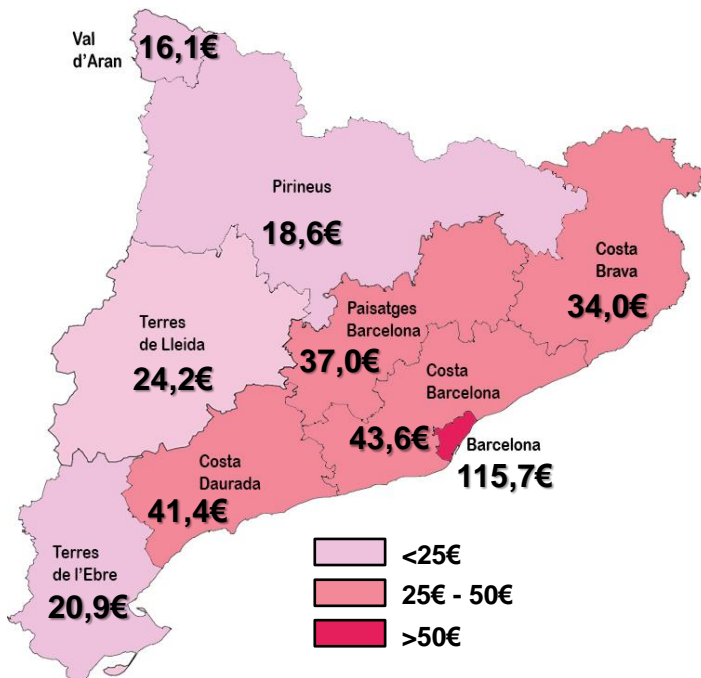 Val
d'Aran
16,1€
Pirineus
18,6€
Costa
Brava
34,0€
Paisatges
Barcelona
37,0€
Terres
de Lleida
24,2€
Costa
Barcelona
43,6€
Barcelona
115,7€
Costa
Daurada
41,4€
Terres
de l'Ebre
20,9€
<25€
25€ - 50€
>50€